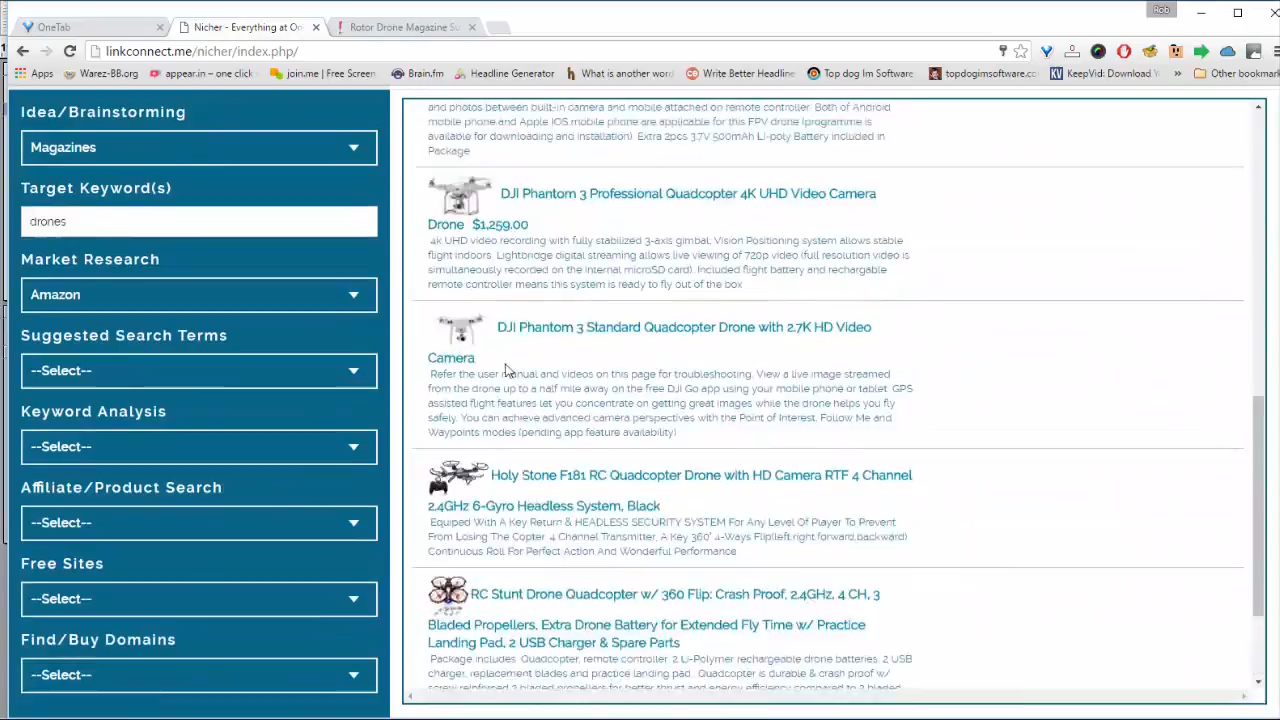 Rob
OneTab
Nicher - Everything at On
Rotor Drone Magazine Su
linkconnect.me/nicher/index.php/
Apps
Warez-BB.org
appear.in – one click
join.me | Free Screen
Brain.fm
Headline Generator
What is another word
Write Better Headline
Top dog Im Software
topdogimsoftware.co
KeepVid: Download
»
Other bookmar
Idea/Brainstorming
Magazines
Target Keyword(s)
drones
Market Research
Amazon
Suggested Search Terms
--Select--
Keyword Analysis
--Select--
Affiliate/Product Search
--Select--
Free Sites
--Select--
Find/Buy Domains
--Select--
and photos between built-in camera and mobile attached on remote controller. Both of Android
mobile phone and Apple IOS mobile phone are applicable for this FPV drone (programme is
available for downloading and installation). Extra 2pcs 3.7V 500mAh Li-poly Battery included in
Package
DJI Phantom 3 Professional Quadcopter 4K UHD Video Camera
Drone $1,259.00
4k UHD video recording with fully stabilized 3-axis gimbal, Vision Positioning system allows stable
flight indoors. Lightbridge digital streaming allows live viewing of 720p video (full resolution video is
simultaneously recorded on the internal microSD card). Included flight battery and rechargable
remote controller means this system is ready to fly out of the box
DJI Phantom 3 Standard Quadcopter Drone with 2.7K HD Video
Camera
Refer the user manual and videos on this page for troubleshooting. View a live image streamed
from the drone up to a half mile away on the free DJI Go app using your mobile phone or tablet. GPS
assisted flight features let you concentrate on getting great images while the drone helps you fly
safely. You can achieve advanced camera perspectives with the Point of Interest, Follow Me and
Waypoints modes (pending app feature availability)
Holy Stone F181 RC Quadcopter Drone with HD Camera RTF 4 Channel
2.4GHz 6-Gyro Headless System, Black
Equiped With A Key Return & HEADLESS SECURITY SYSTEM For Any Level Of Player To Prevent
From Losing The Copter. 4 Channel Transmitter, A Key 360° 4-Ways Flip(left,right,forward,backward)
Continuous Roll For Perfect Action And Wonderful Performance
RC Stunt Drone Quadcopter w/ 360 Flip: Crash Proof, 2.4GHz, 4 CH, 3
Bladed Propellers, Extra Drone Battery for Extended Fly Time w/ Practice
Landing Pad, 2 USB Charger & Spare Parts
Package includes: Quadcopter, remote controller, 2 Li-Polymer rechargeable drone batteries, 2 USB
charger, replacement blades and practice landing pad. Quadcopter is durable & crash proof w/
screw reinforced 3 bladed propellers for better thrust and energy efficiency compared to 2 bladed